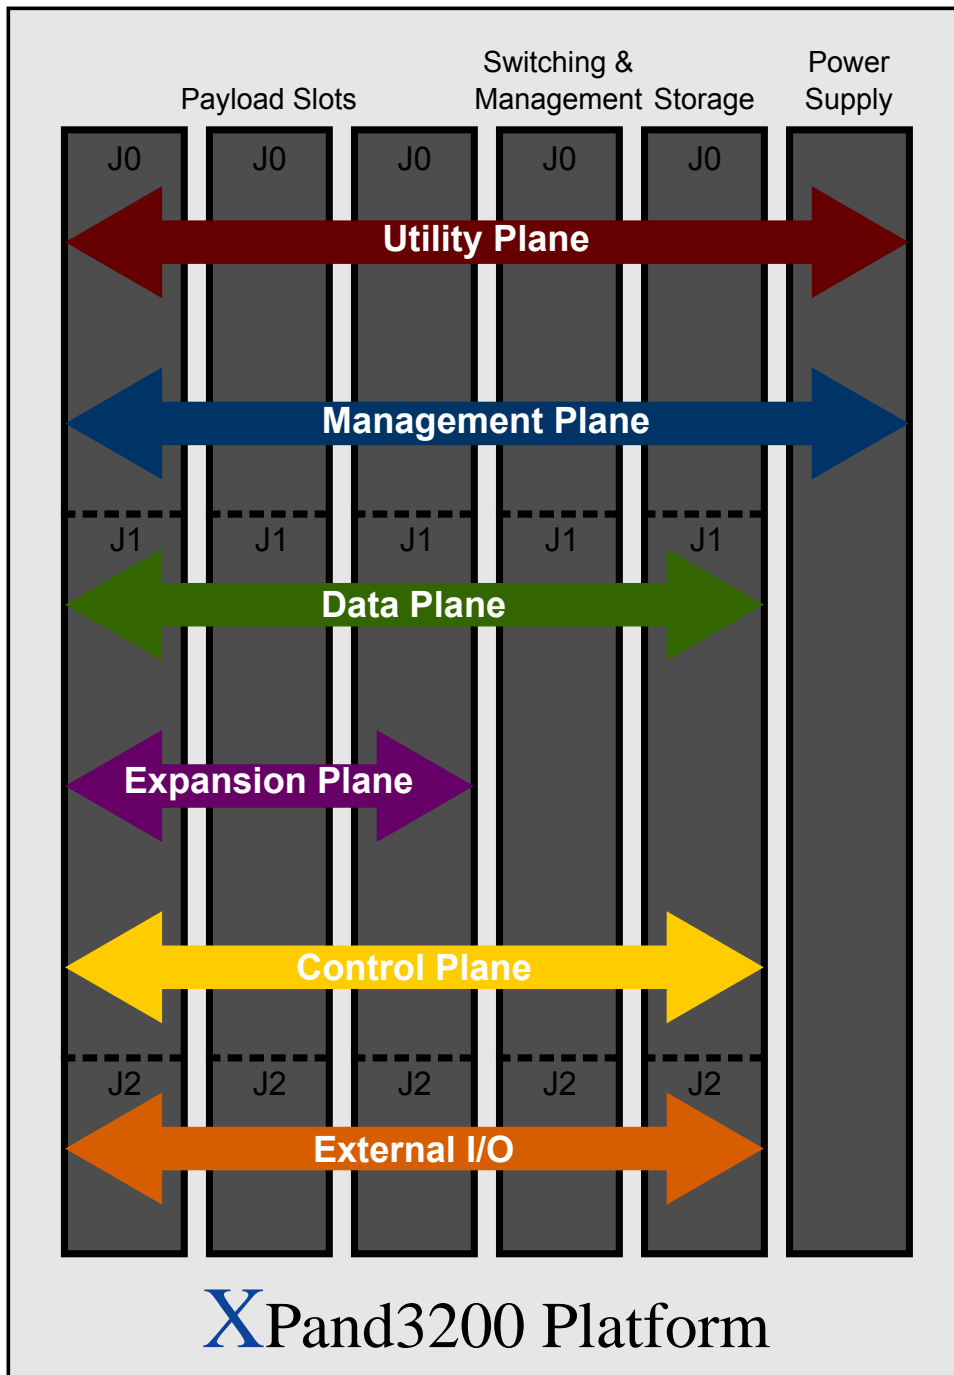 Payload Slots
Switching &
Management
Storage
Power
Supply
J0 J0 J0 J0 J0
Utility Plane
Management Plane
J1 J1 J1 J1 J1
Data Plane
Expansion Plane
Control Plane
J2 J2 J2 J2 J2
External I/O
XPand3200 Platform